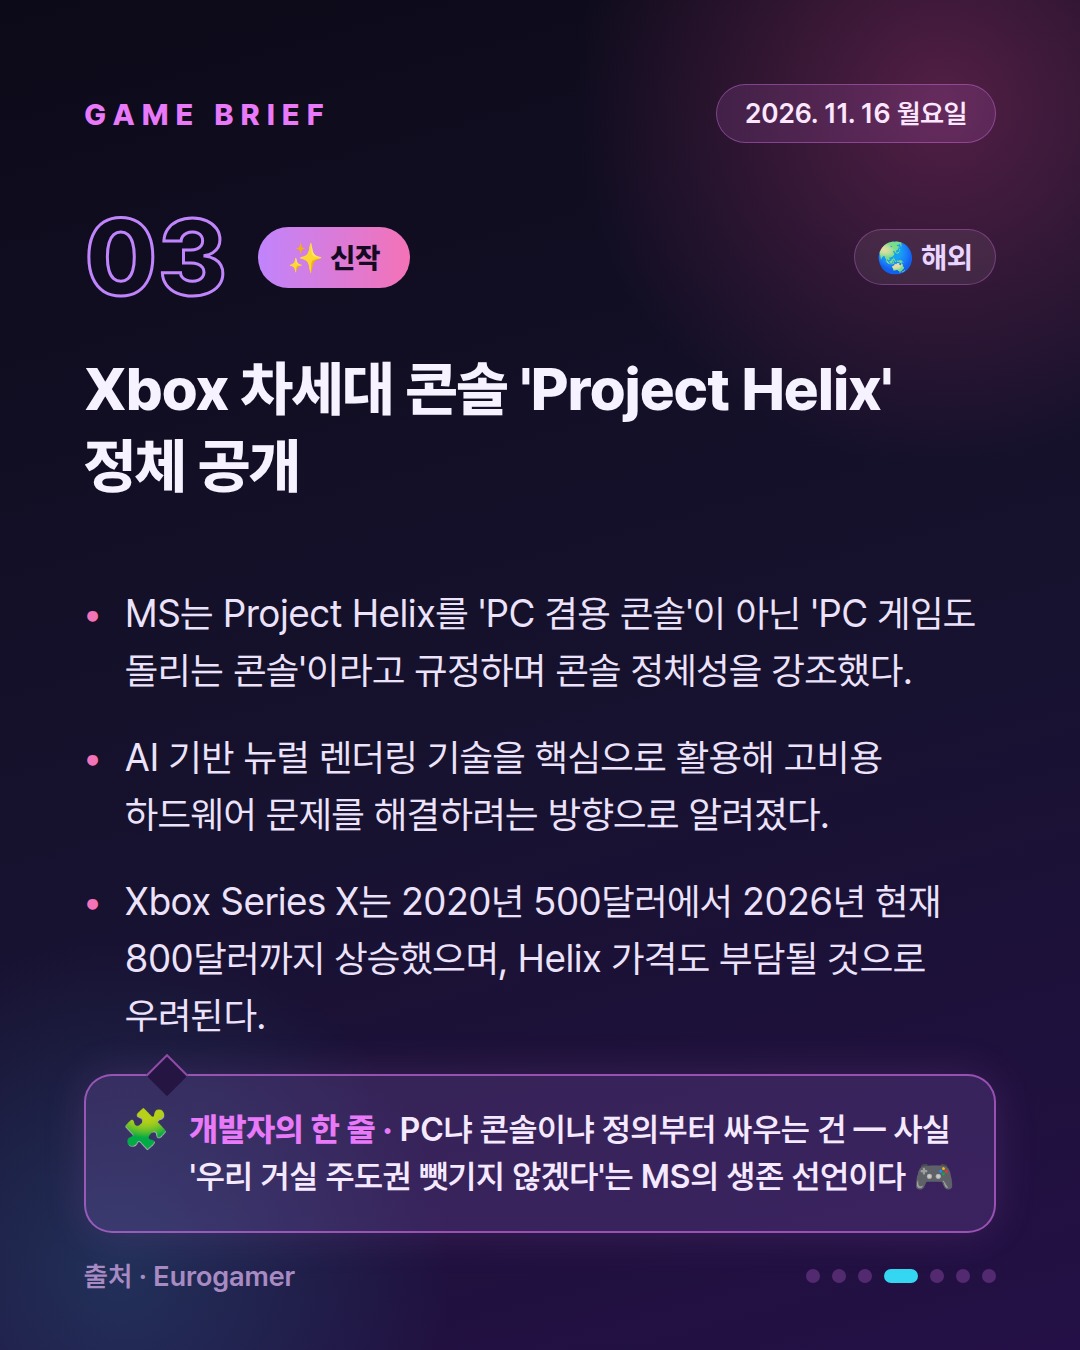 GAME BRIEF
2026. 11. 16 월요일
03
✨ 신작
🌏 해외
Xbox 차세대 콘솔 'Project Helix'
정체 공개
• MS는 Project Helix를 'PC 겸용 콘솔'이 아닌 'PC 게임도
돌리는 콘솔'이라고 규정하며 콘솔 정체성을 강조했다.
• AI 기반 뉴럴 렌더링 기술을 핵심으로 활용해 고비용
하드웨어 문제를 해결하려는 방향으로 알려졌다.
• Xbox Series X는 2020년 500달러에서 2026년 현재
800달러까지 상승했으며, Helix 가격도 부담될 것으로
우려된다.
🧩 개발자의 한 줄 · PC냐 콘솔이냐 정의부터 싸우는 건 — 사실
'우리 거실 주도권 뺏기지 않겠다'는 MS의 생존 선언이다 🎮
출처 · Eurogamer